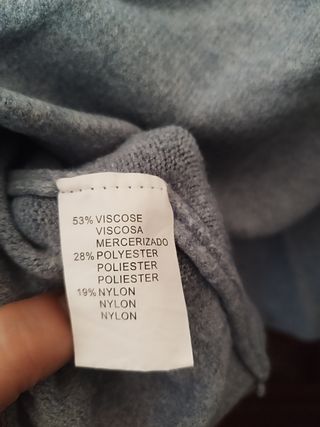 53% VISCOSE
VISCOSA
MERCERIZADO
28% POLYESTER
POLIESTER
POLIESTER
19% NYLON
NYLON
NYLON